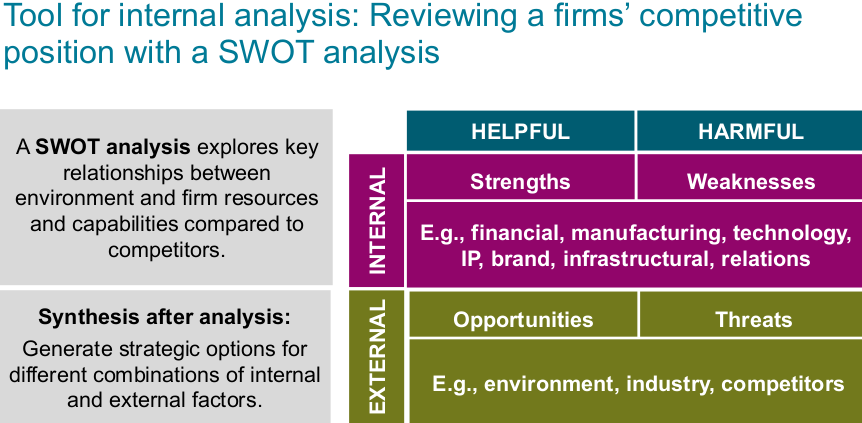 Tool for internal analysis: Reviewing a firms’ competitive
position with a SWOT analysis
A SWOT analysis explores key
relationships between
environment and firm resources
and capabilities compared to
competitors.
Synthesis after analysis:
Generate strategic options for
different combinations of internal
and external factors.
HELPFUL
HARMFUL
INTERNAL
Strengths
Weaknesses
E.g., financial, manufacturing, technology,
IP, brand, infrastructural, relations
EXTERNAL
Opportunities
Threats
E.g., environment, industry, competitors